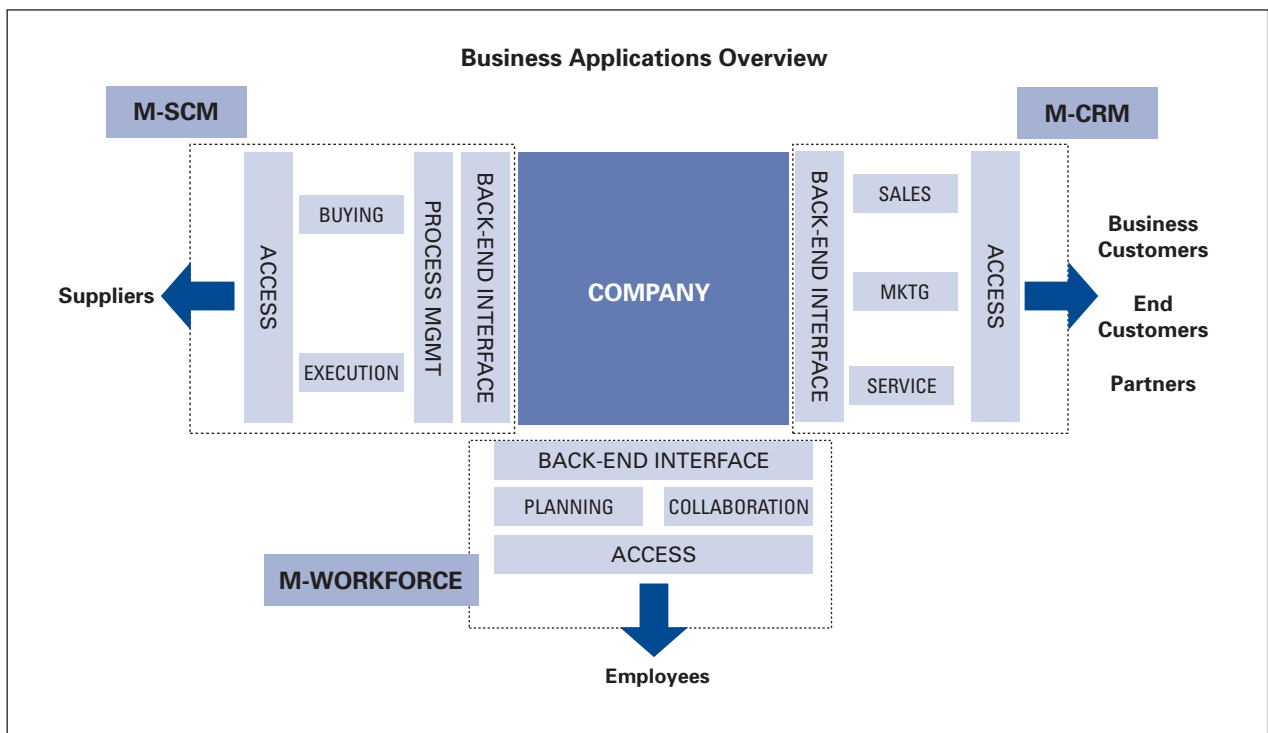 Business Applications Overview
M-SCM
M-CRM
ACCESS
BUYING
EXECUTION
PROCESS MGMT
BACK-END INTERFACE
COMPANY
BACK-END INTERFACE
SALES
MKTG
SERVICE
ACCESS
Suppliers
Business
Customers
End
Customers
Partners
BACK-END INTERFACE
PLANNING
COLLABORATION
ACCESS
M-WORKFORCE
Employees